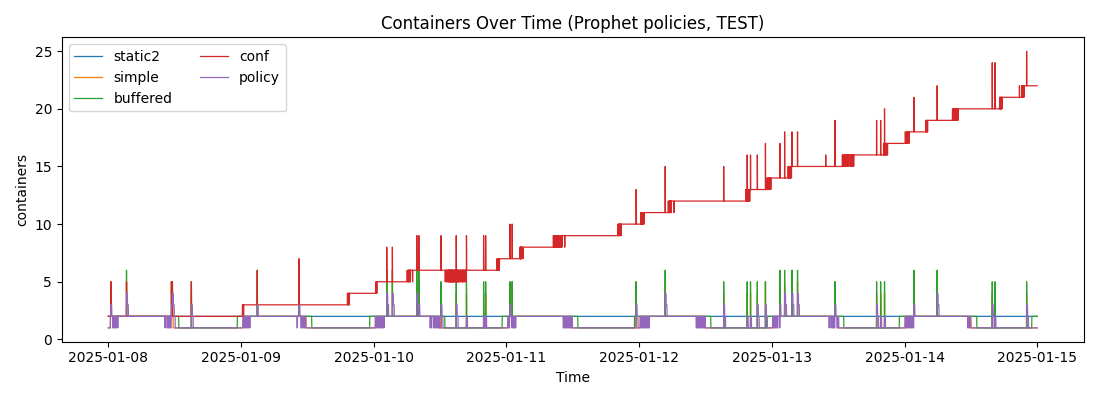 Containers Over Time (Prophet policies, TEST)
static2
simple
buffered
conf
policy
containers
25
20
15
10
5
0
2025-01-08 2025-01-09 2025-01-10 2025-01-11 2025-01-12 2025-01-13 2025-01-14 2025-01-15
Time